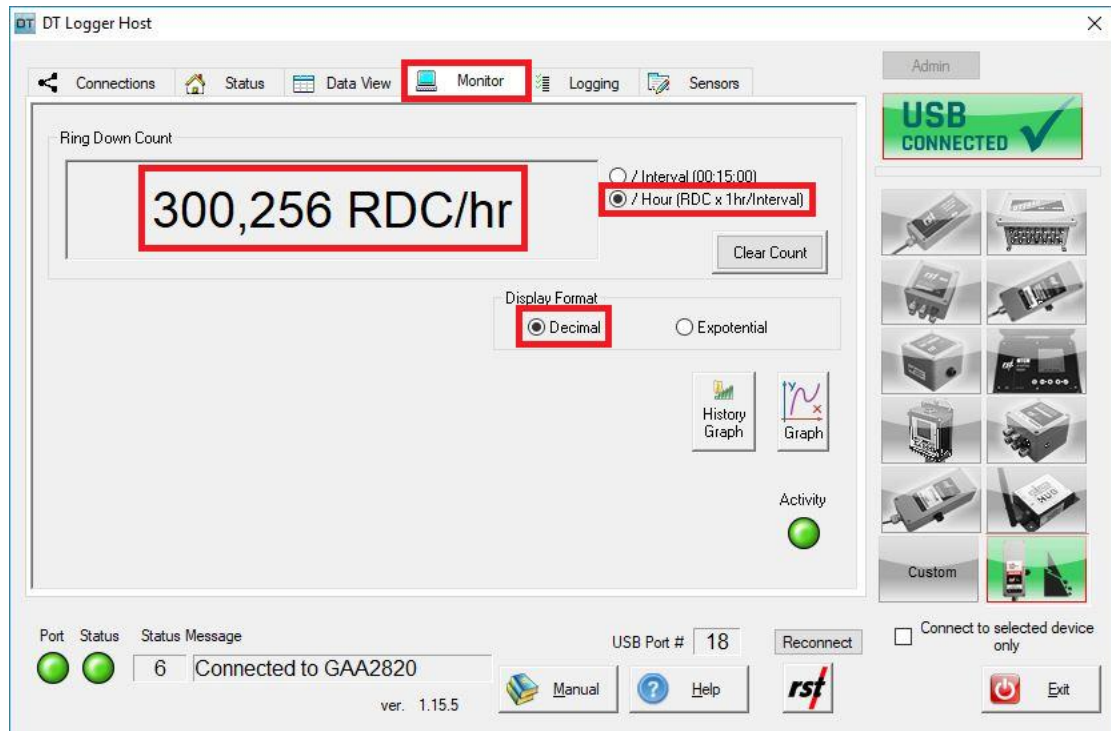 DT DT Logger Host
Connections Status Data View Monitor Logging Sensors
Admin
USB
CONNECTED
Ring Down Count
300,256 RDC/hr
/ Interval (00:15:00)
/ Hour (RDC x 1hr/Interval)
Clear Count
Display Format
Decimal Expotential
History
Graph
Graph
Activity
Custom
Port Status Status Message
USB Port # 18
Reconnect
Connect to selected device
only
6 Connected to GAA2820
ver. 1.15.5
Manual
Help
rst
Exit